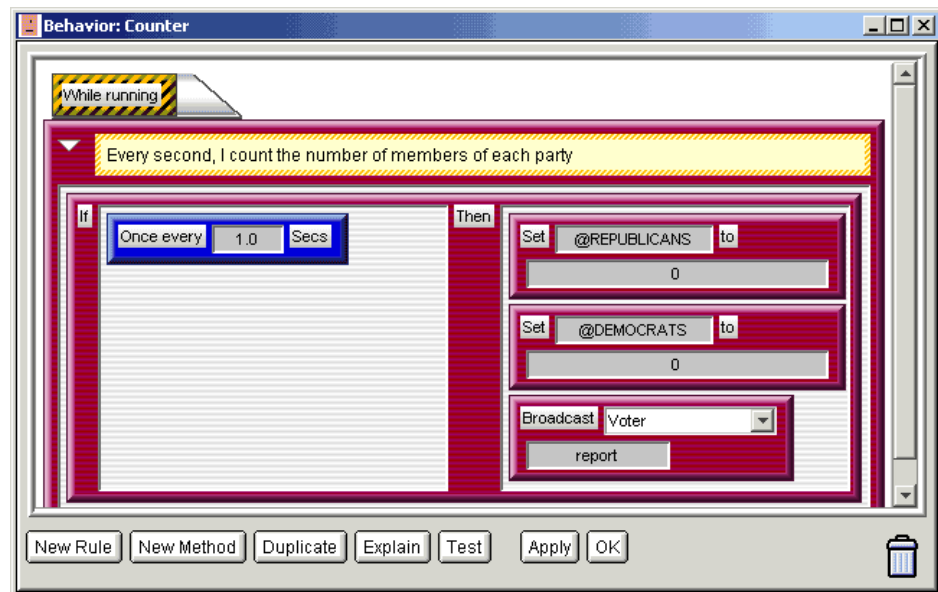 Behavior: Counter
While running
Every second, I count the number of members of each party
If
Once every 1.0 Secs
Then
Set @REPUBLICANS to
0
Set @DEMOCRATS to
0
Broadcast Voter
report
New Rule New Method Duplicate Explain Test Apply OK